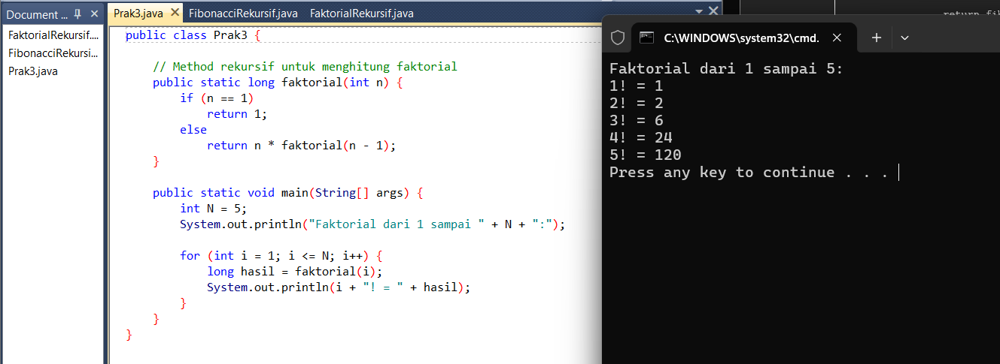 Document ...
FaktorialRekursif....
FibonacciRekursi...
Prak3.java
Prak3.java FibonacciRekursif.java FaktorialRekursif.java
public class Prak3 {
// Method rekursif untuk menghitung faktorial
public static long faktorial(int n) {
if (n == 1)
return 1;
else
return n * faktorial(n - 1);
}
public static void main(String[] args) {
int N = 5;
System.out.println("Faktorial dari 1 sampai " + N + ":");
for (int i = 1; i <= N; i++) {
long hasil = faktorial(i);
System.out.println(i + "! = " + hasil);
}
}
}
return
C:\WINDOWS\system32\cmd.
Faktorial dari 1 sampai 5:
1! = 1
2! = 2
3! = 6
4! = 24
5! = 120
Press any key to continue . . .